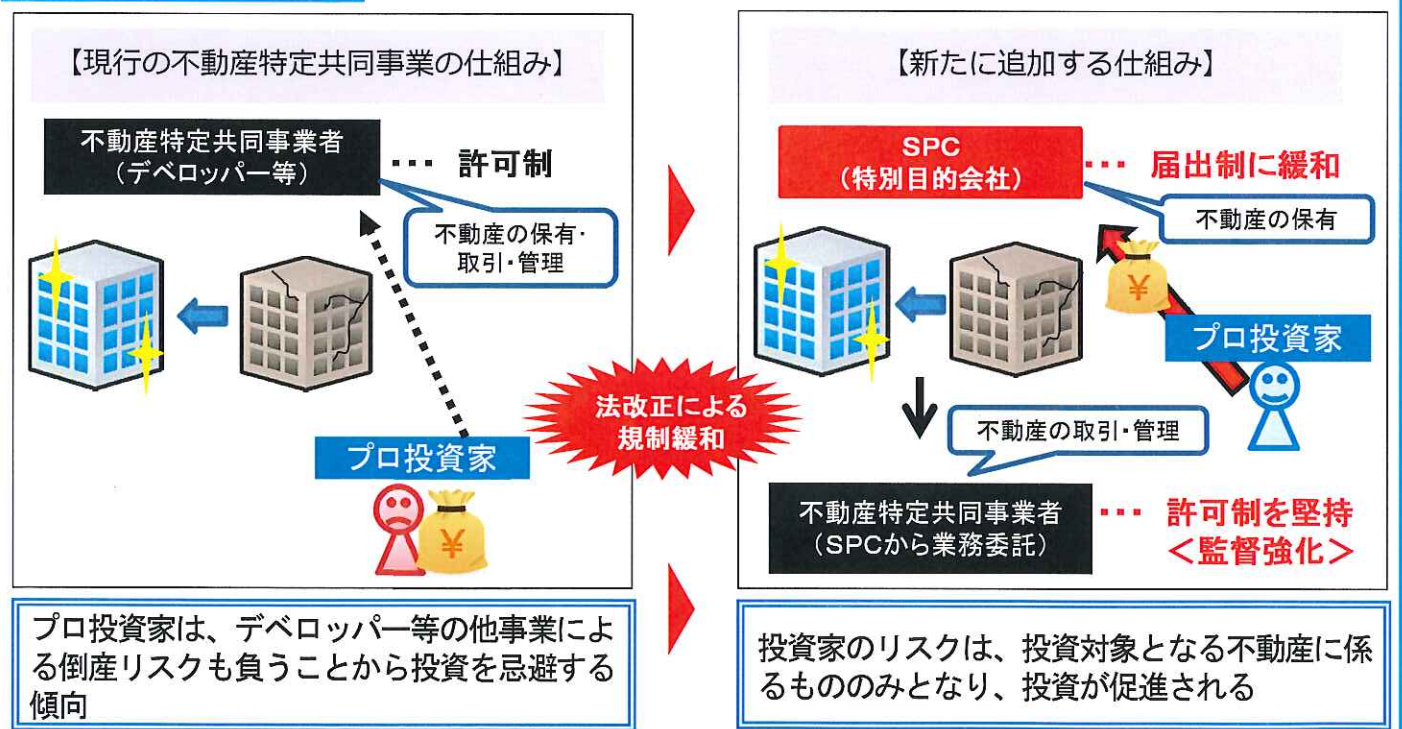 【現行の不動産特定共同事業の仕組み】
不動産特定共同事業者
(デベロッパー等)
… 許可制
不動産の保有・
取引・管理
プロ投資家
¥
プロ投資家は、デベロッパー等の他事業によ
る倒産リスクも負うことから投資を忌避する
傾向
法改正による
規制緩和
【新たに追加する仕組み】
SPC
(特別目的会社)
… 届出制に緩和
不動産の保有
¥
プロ投資家
不動産の取引・管理
不動産特定共同事業者
(SPCから業務委託)
… 許可制を堅持
<監督強化>
投資家のリスクは、投資対象となる不動産に係
るもののみとなり、投資が促進される